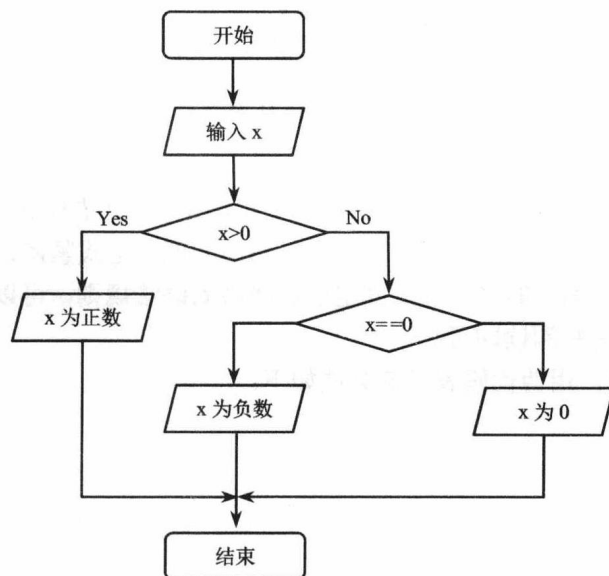 开始
输入 x
Yes
No
x>0
x 为正数
x==0
x 为负数
x 为 0
结束